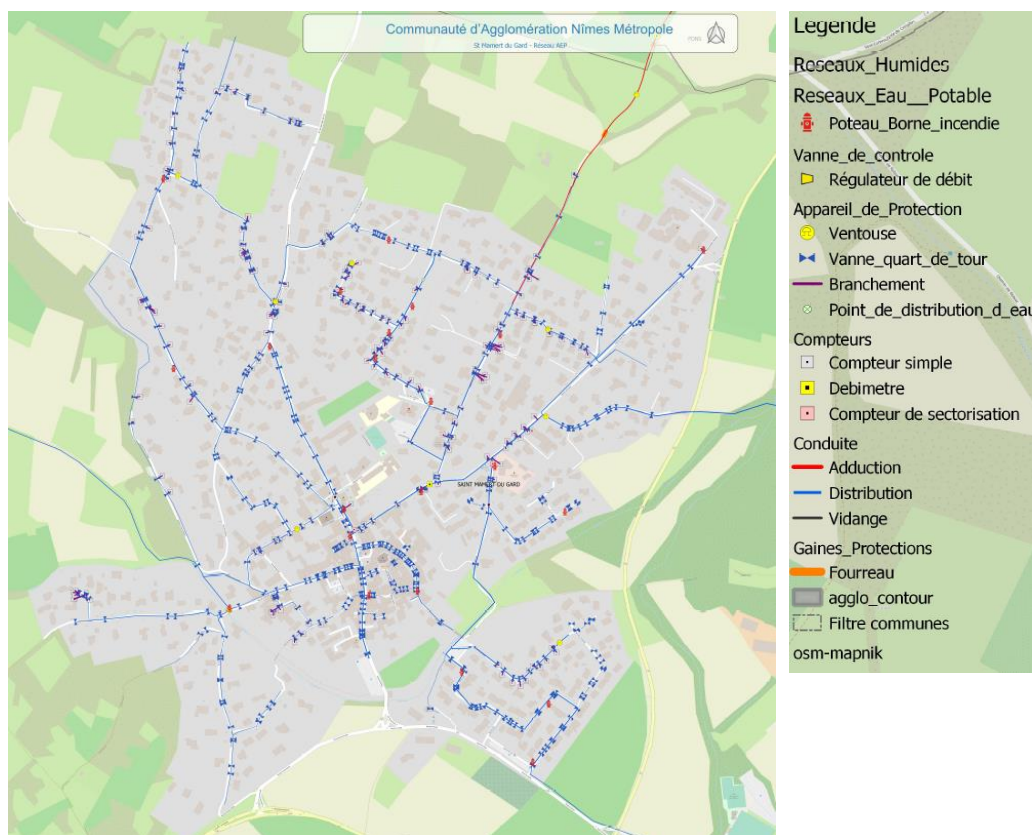 Communauté d'Agglomération Nîmes Métropole
St Mamert du Gard - Réseau AEP
SAINT MAMERT DU GARD
Legende
Roseaux_Humides
Reseaux_Eau__Potable
Poteau_Borne_incendie
Vanne_de_controle
Régulateur de débit
Appareil_de_Protection
Ventouse
Vanne_quart_de_tour
Branchement
Point_de_distribution_d_eau
Compteurs
Compteur simple
Debimetre
Compteur de sectorisation
Conduite
Adduction
Distribution
Vidange
Gaines_Protections
Fourreau
agglo_contour
Filtre communes
osm-mapnik